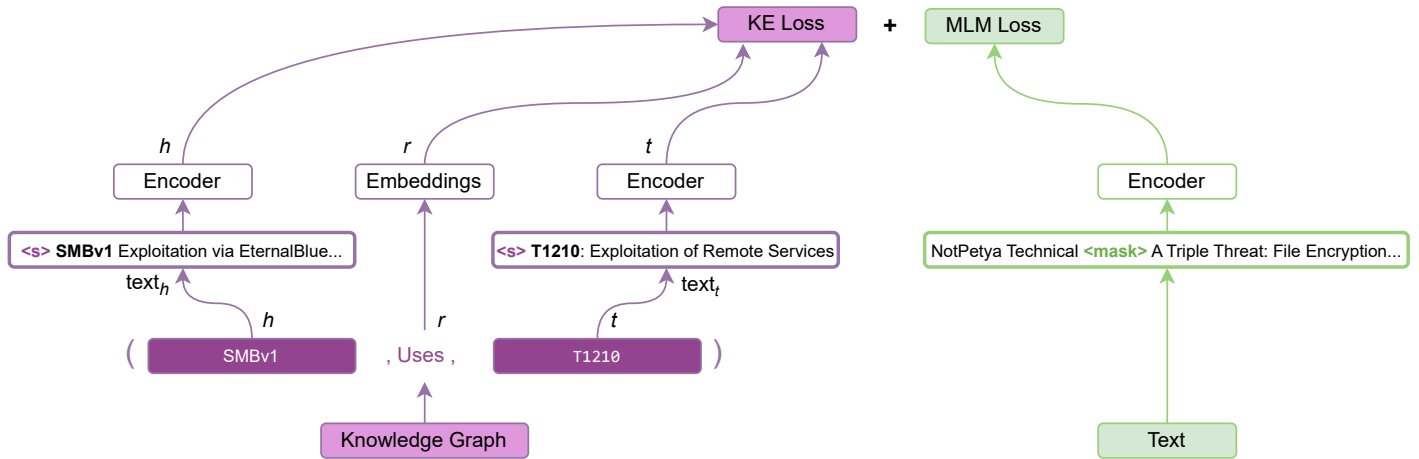 KE Loss + MLM Loss
h r t
Encoder Embeddings Encoder Encoder
<s> SMBv1 Exploitation via EternalBlue... <s> T1210: Exploitation of Remote Services NotPetya Technical <mask> A Triple Threat: File Encryption...
text_h text_t
h r t
( SMBv1 , Uses , T1210 )
Knowledge Graph Text